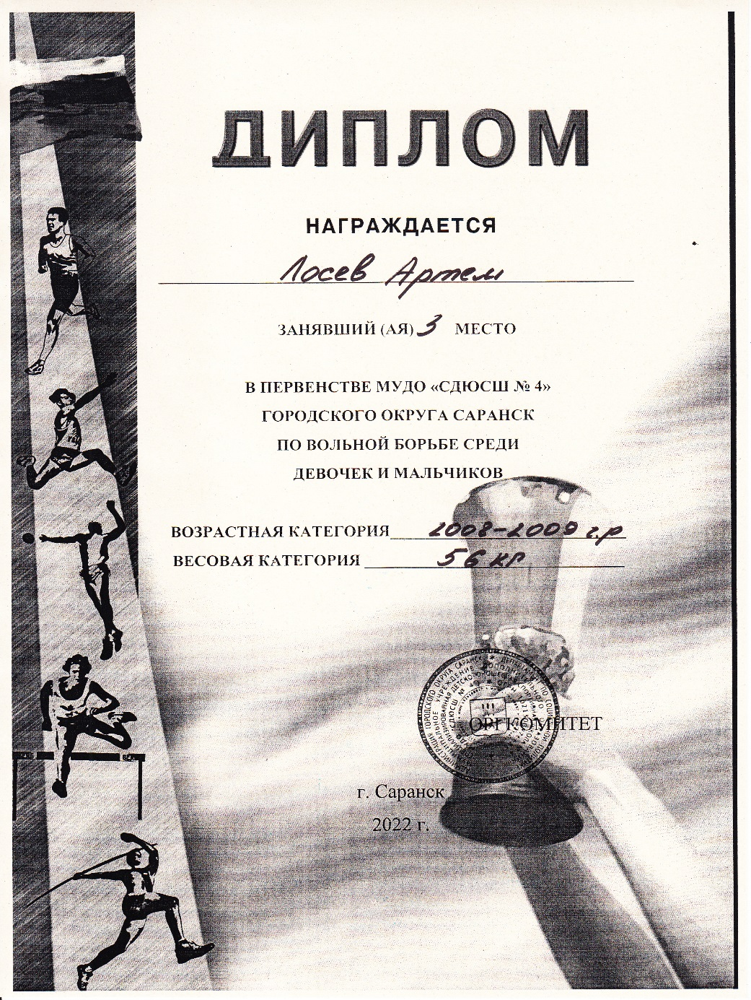 ДИПЛОМ
НАГРАЖДАЕТСЯ
Лосев Артем
ЗАНЯВШИЙ (АЯ) 3 МЕСТО
В ПЕРВЕНСТВЕ МУДО «СДЮСШ № 4»
ГОРОДСКОГО ОКРУГА САРАНСК
ПО ВОЛЬНОЙ БОРЬБЕ СРЕДИ
ДЕВОЧЕК И МАЛЬЧИКОВ
ВОЗРАСТНАЯ КАТЕГОРИЯ 2008-2009 г.р
ВЕСОВАЯ КАТЕГОРИЯ 56 кг
ОРГКОМИТЕТ
г. Саранск
2022 г.